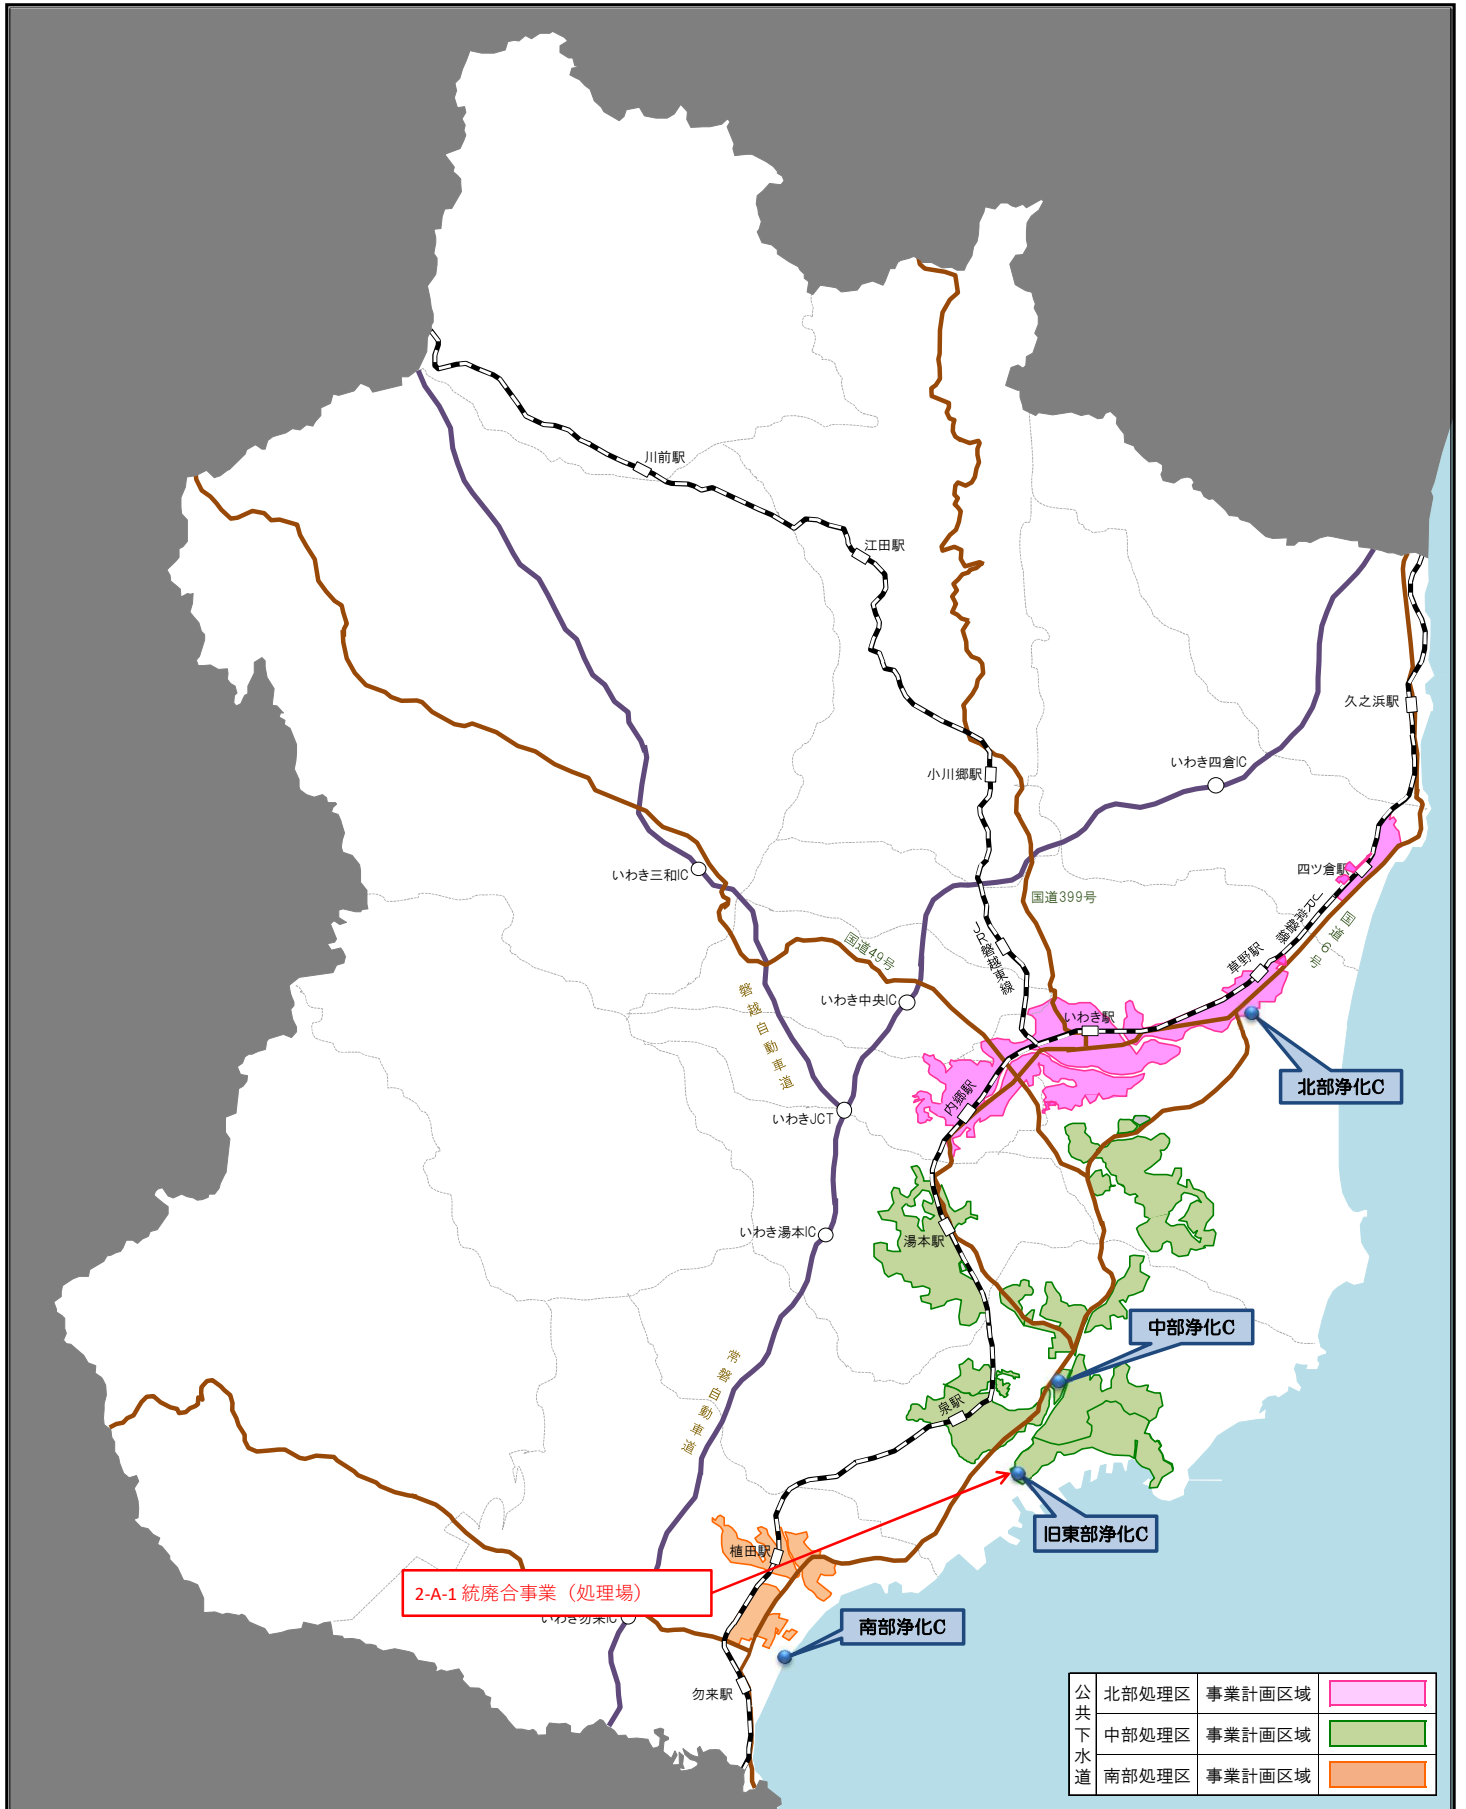 川前駅
江田駅
久之浜駅
いわき四倉IC
小川郷駅
四ツ倉駅
いわき三和IC
国道399号
JR常磐線
国道6号
国道49号
JR磐越東線
草野駅
磐越自動車道
いわき中央IC
いわき駅
北部浄化C
内郷駅
いわきJCT
いわき湯本IC
湯本駅
中部浄化C
常磐自動車道
泉駅
旧東部浄化C
植田駅
2-A-1 統廃合事業（処理場）
いわき勿来IC
南部浄化C
勿来駅
公共下水道
北部処理区 事業計画区域
中部処理区 事業計画区域
南部処理区 事業計画区域